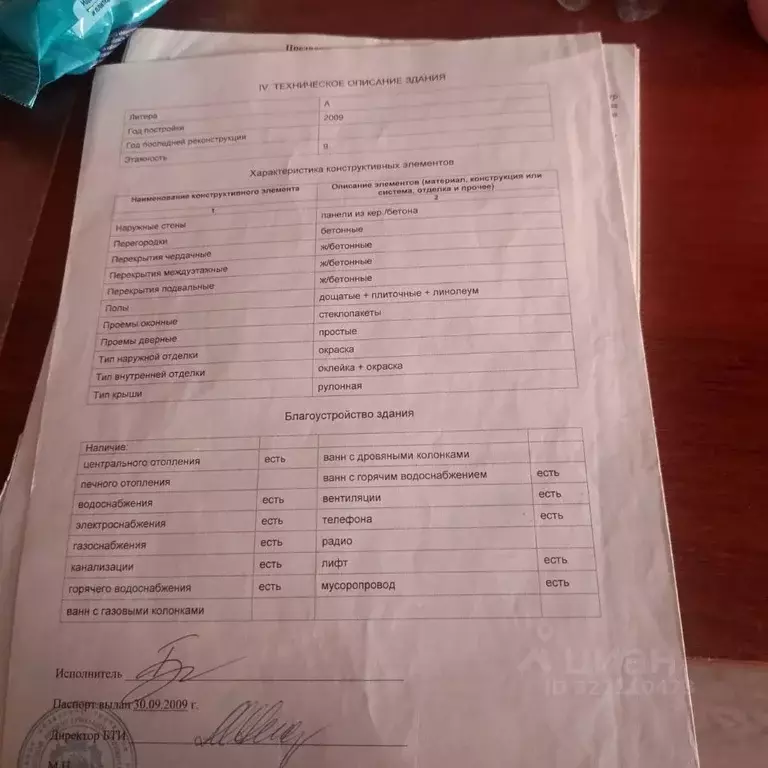 IV. ТЕХНИЧЕСКОЕ ОПИСАНИЕ ЗДАНИЯ
Литера А
Год постройки 2009
Год последней реконструкции
Этажность 9
Характеристика конструктивных элементов
Наименование конструктивного элемента Описание элементов (материал, конструкция или система, отделка и прочее)
1 2
Наружные стены панели из кер./бетона
Перегородки бетонные
Перекрытия чердачные ж/бетонные
Перекрытия междуэтажные ж/бетонные
Перекрытия подвальные ж/бетонные
Полы дощатые + плиточные + линолеум
Проемы оконные стеклопакеты
Проемы дверные простые
Тип наружной отделки окраска
Тип внутренней отделки оклейка + окраска
Тип крыши рулонная
Благоустройство здания
Наличие:
центрального отопления есть ванн с дровяными колонками
печного отопления ванн с горячим водоснабжением есть
водоснабжения есть вентиляции есть
электроснабжения есть телефона есть
газоснабжения есть радио
канализации есть лифт есть
горячего водоснабжения есть мусоропровод есть
ванн с газовыми колонками
Исполнитель
Паспорт выдан 30.09.2009 г.
Директор БТИ
М.П.
циан
ID